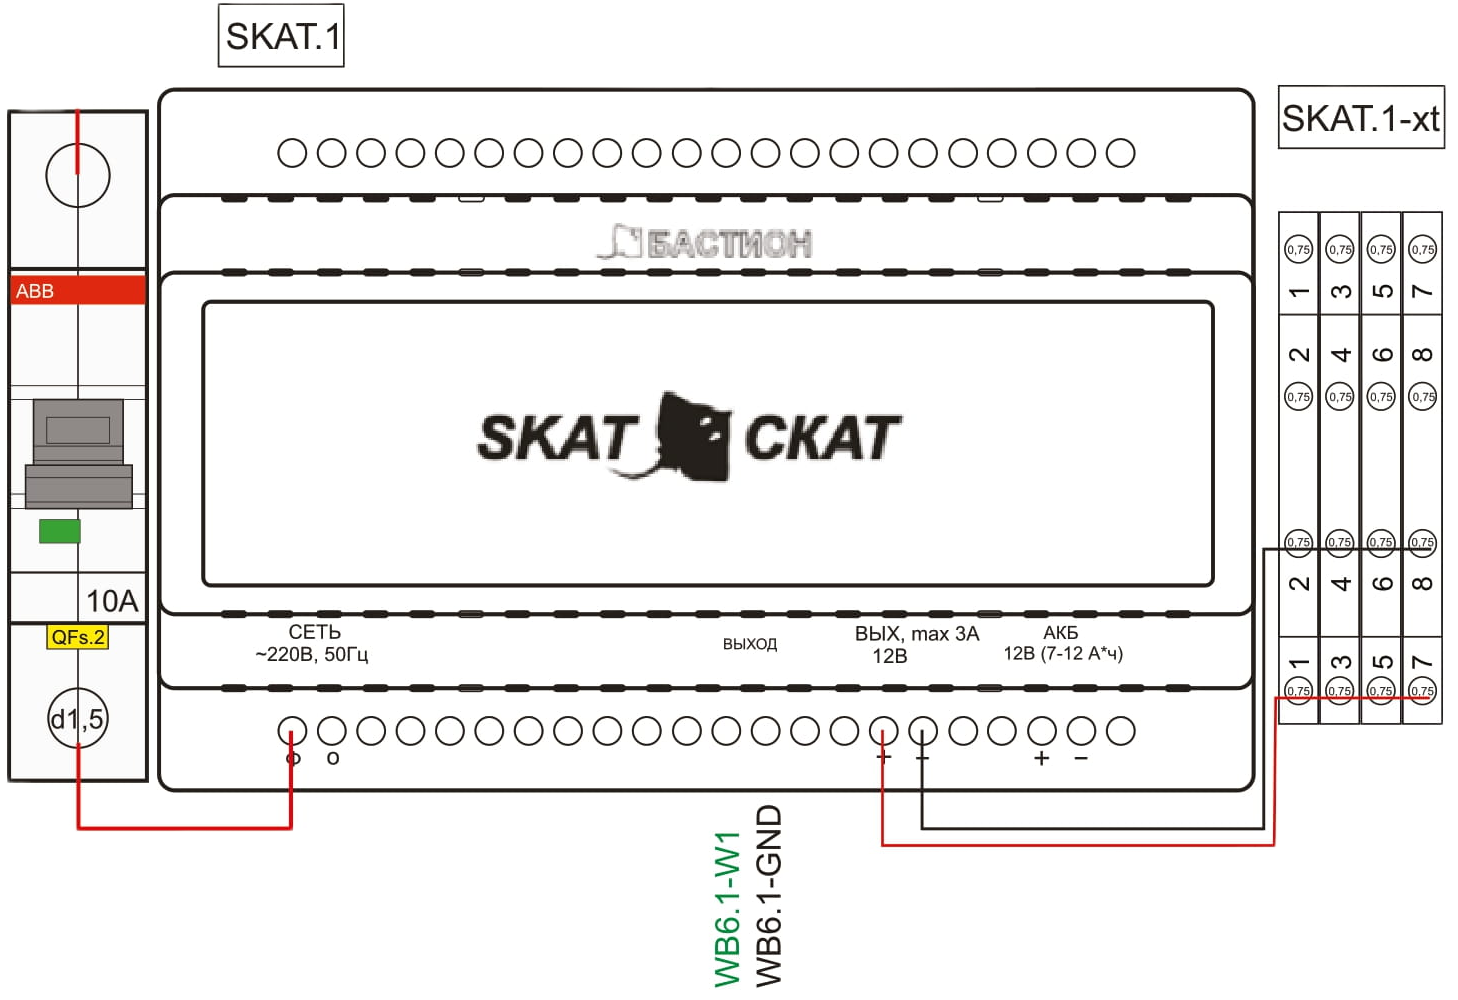 SKAT.1
SKAT.1-xt
БАСТИОН
ABB
0,75 0,75 0,75 0,75
1 3 5 7
2 4 6 8
0,75 0,75 0,75 0,75
SKAT СКАТ
0,75 0,75 0,75 0,75
2 4 6 8
10A
QFs.2
СЕТЬ
~220В, 50Гц
ВЫХОД
ВЫХ, max 3А
12В
АКБ
12В (7-12 А*ч)
1 3 5 7
0,75 0,75 0,75 0,75
d1,5
Ф О + − + −
WB6.1-W1
WB6.1-GND